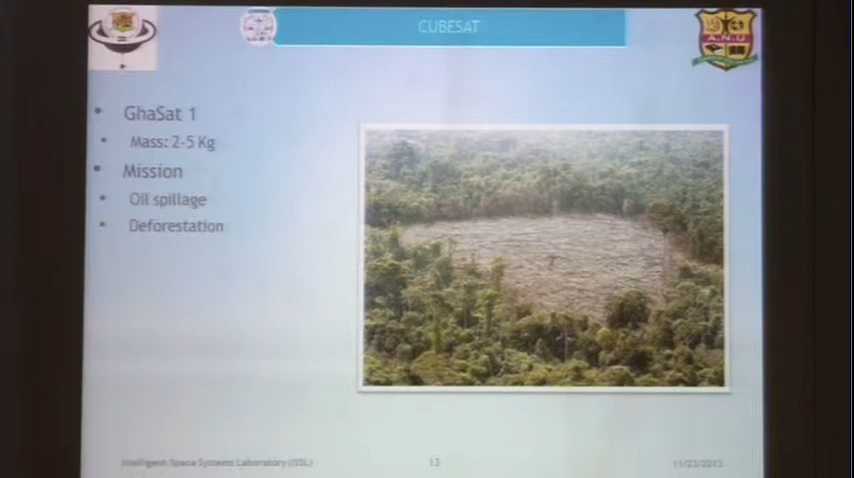 CUBESAT
A.N.U
• GhaSat 1
• Mass: 2-5 Kg
• Mission
• Oil spillage
• Deforestation
Intelligent Space Systems Laboratory (ISSL)
13
11/23/2013